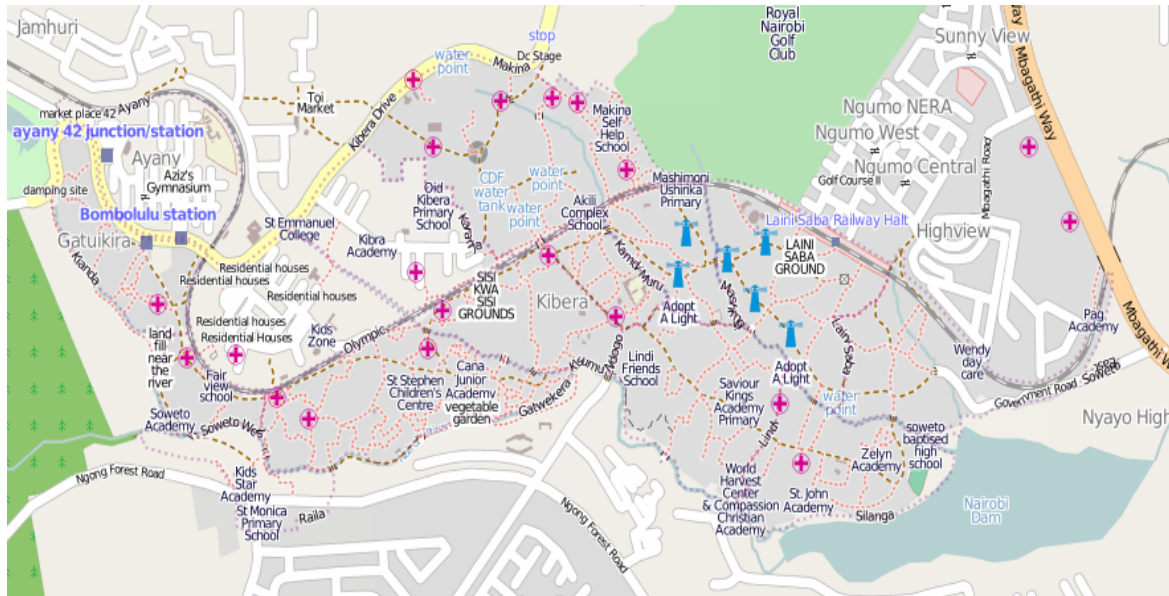 Jamhuri
stop
Dc Stage
water
point
Makina
Royal
Nairobi
Golf
Club
Sunny View
Way
Mbagathi Way
market place 42
Ayany
Toi
Market
Kibera Drive
Makina
Self
Help
School
Ngumo NERA
Ngumo West
Ngumo Central
Mbagathi Road
ayany 42 junction/station
Ayany
Aziz's
Gymnasium
damping site
Did
Kibera
Primary
School
CDF
water
tank
water
point
water
point
Akili
Complex
School
Mashimoni
Ushirika
Primary
Golf Course II
Bombolulu station
Gatuikira
St Emmanuel
College
Kibra
Academy
Laini Saba Railway Halt
Highview
LAINI
SABA
GROUND
Kianda
Residential houses
Residential houses
Residential houses
SISI
KWA
SISI
GROUNDS
Kibera
Adopt
A Light
Laini Saba
Mbagathi W
Pag
Academy
land
fill
near
the
river
Residential houses
Residential Houses
Kids
Zone
Olympic
Fair
view
school
St Stephen
Children's
Centre
Cana
Junior
Academy
vegetable
garden
Gatwekera
Lindi
Friends
School
Adopt
A Light
Wendy
day
care
Government Road
Soweto
East
Nyayo High
Soweto
Academy
Soweto West
Saviour
Kings
Academy
Primary
Lindi
water
point
soweto
baptised
high
school
Zelyn
Academy
Ngong Forest Road
Kids
Star
Academy
St Monica
Primary
School
Raila
Ngong Forest Road
World
Harvest
Center
& Compassion
Christian
Academy
St. John
Academy
Silanga
Nairobi
Dam